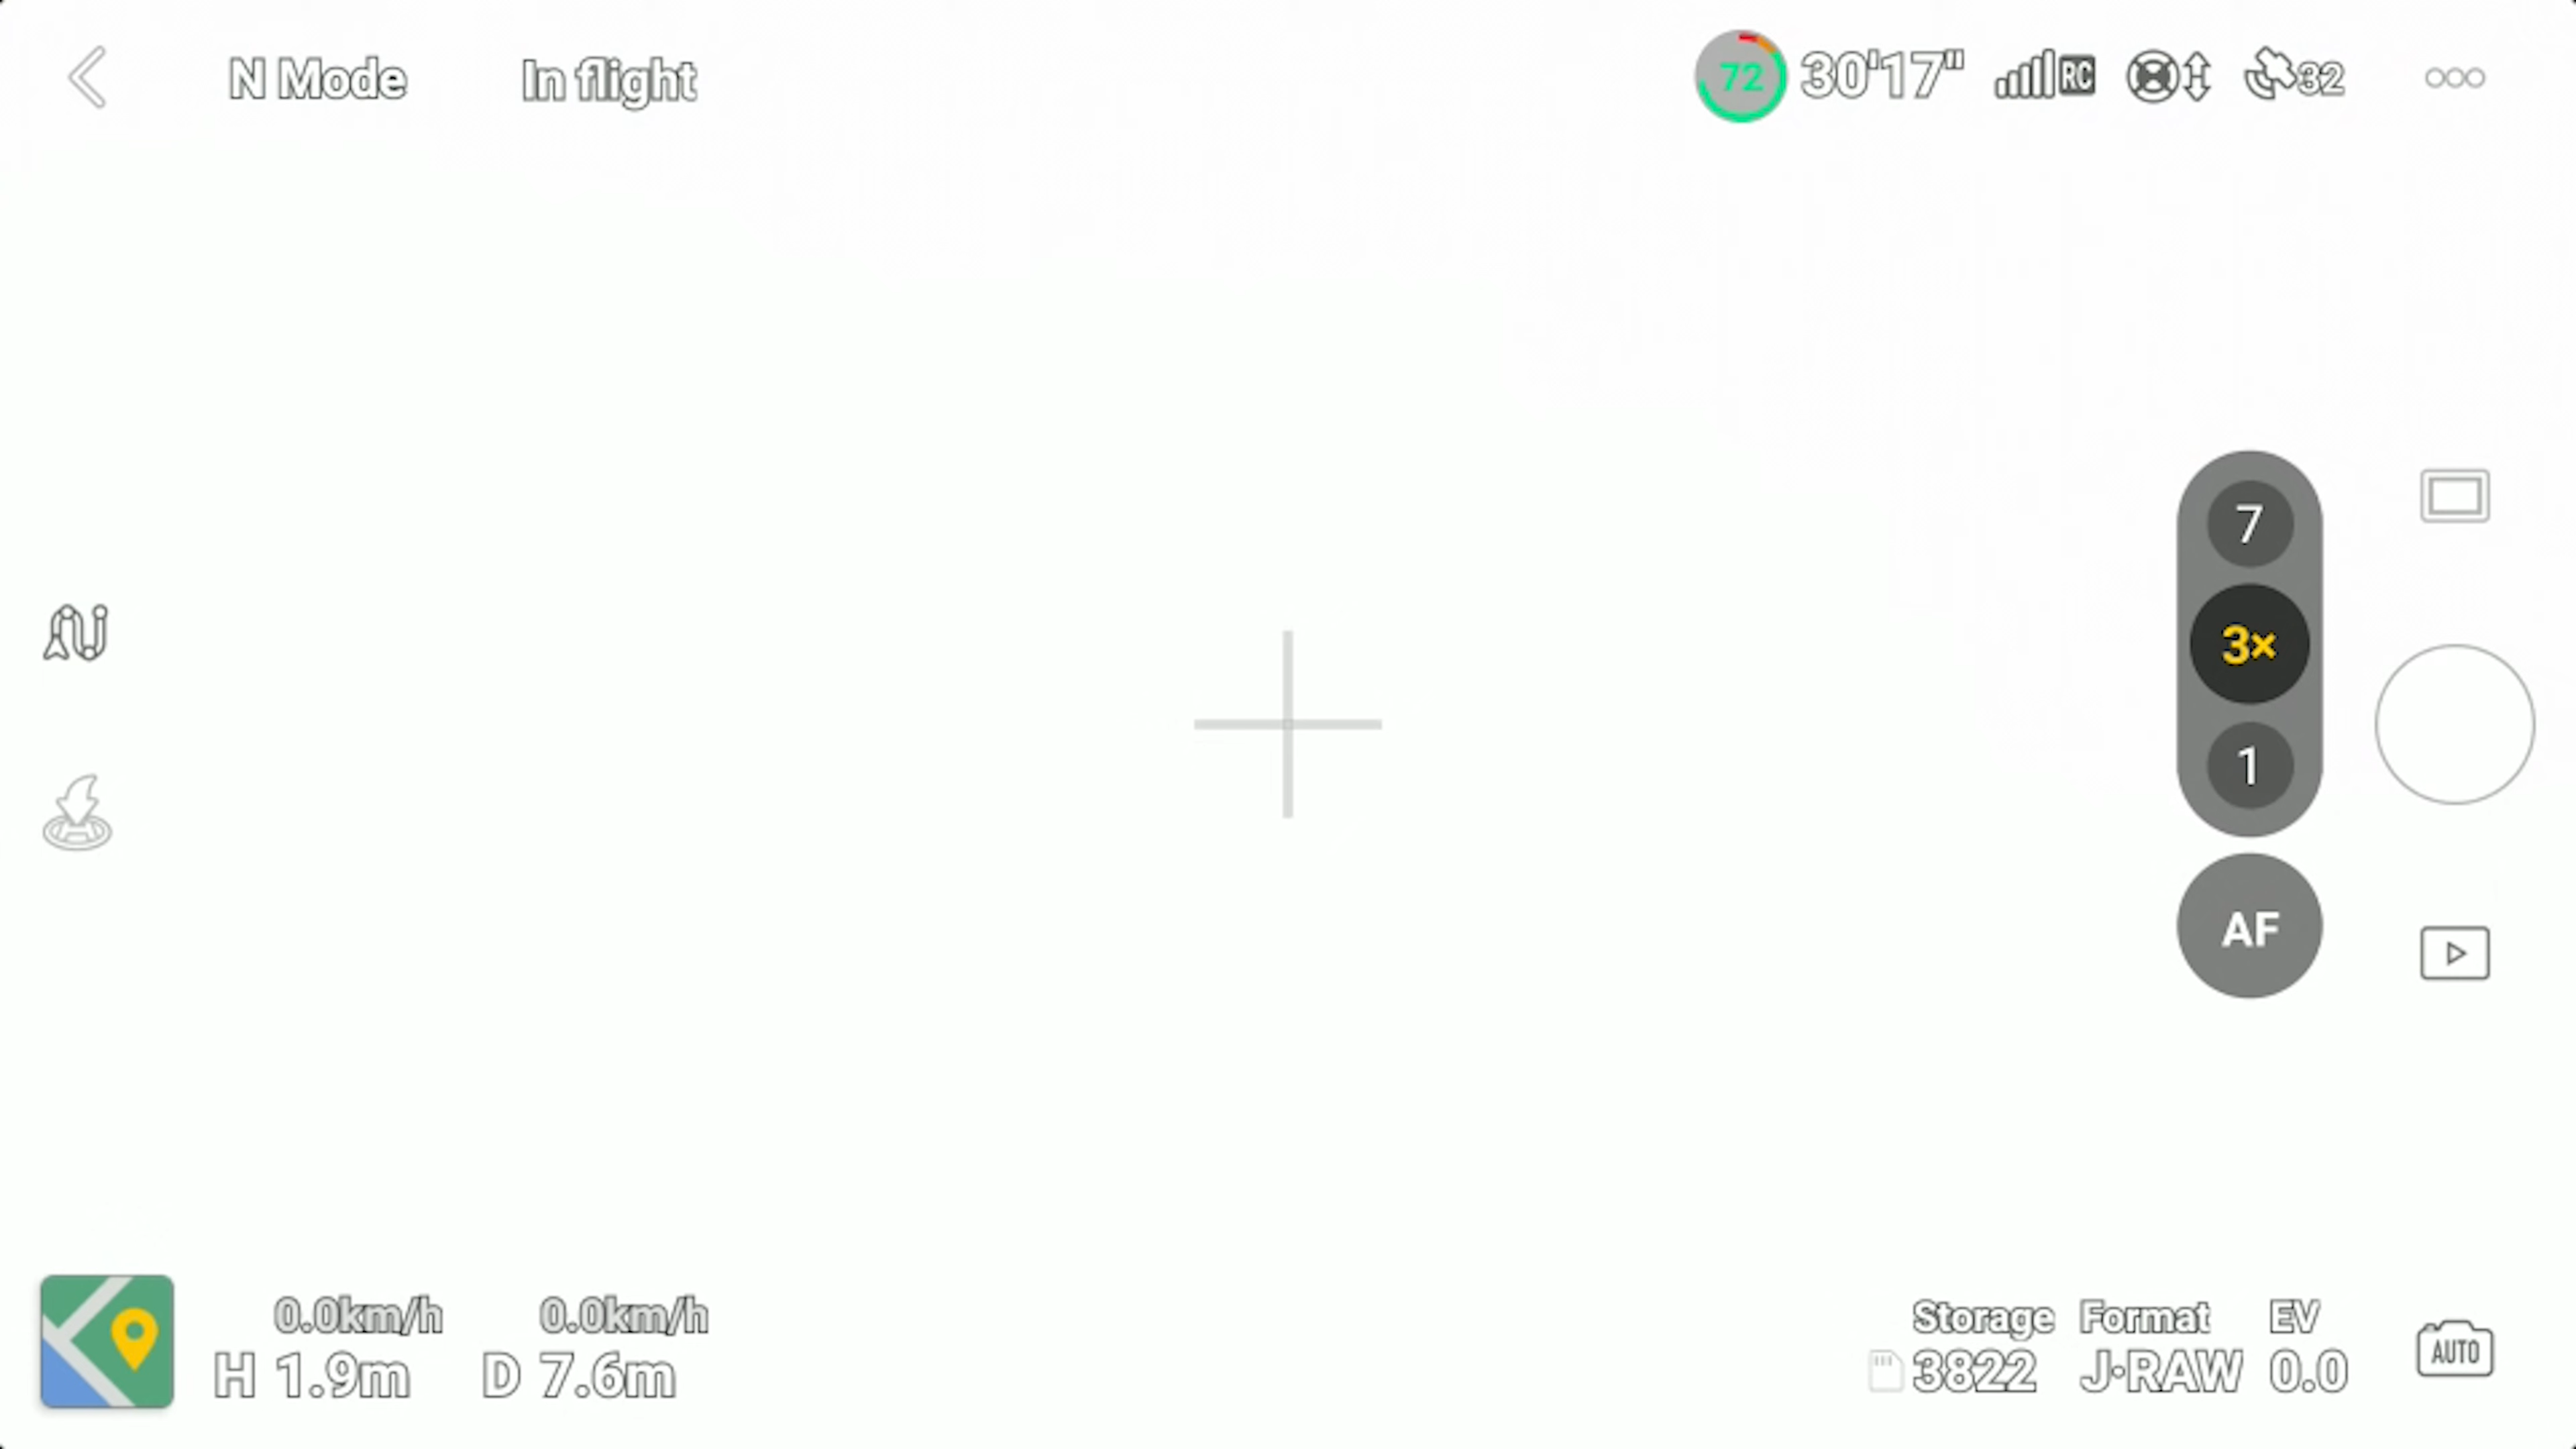 N Mode In flight 72 30'17" RC 32
7
3×
1
AF
0.0km/h 0.0km/h
H 1.9m D 7.6m
Storage Format EV
3822 J·RAW 0.0
AUTO